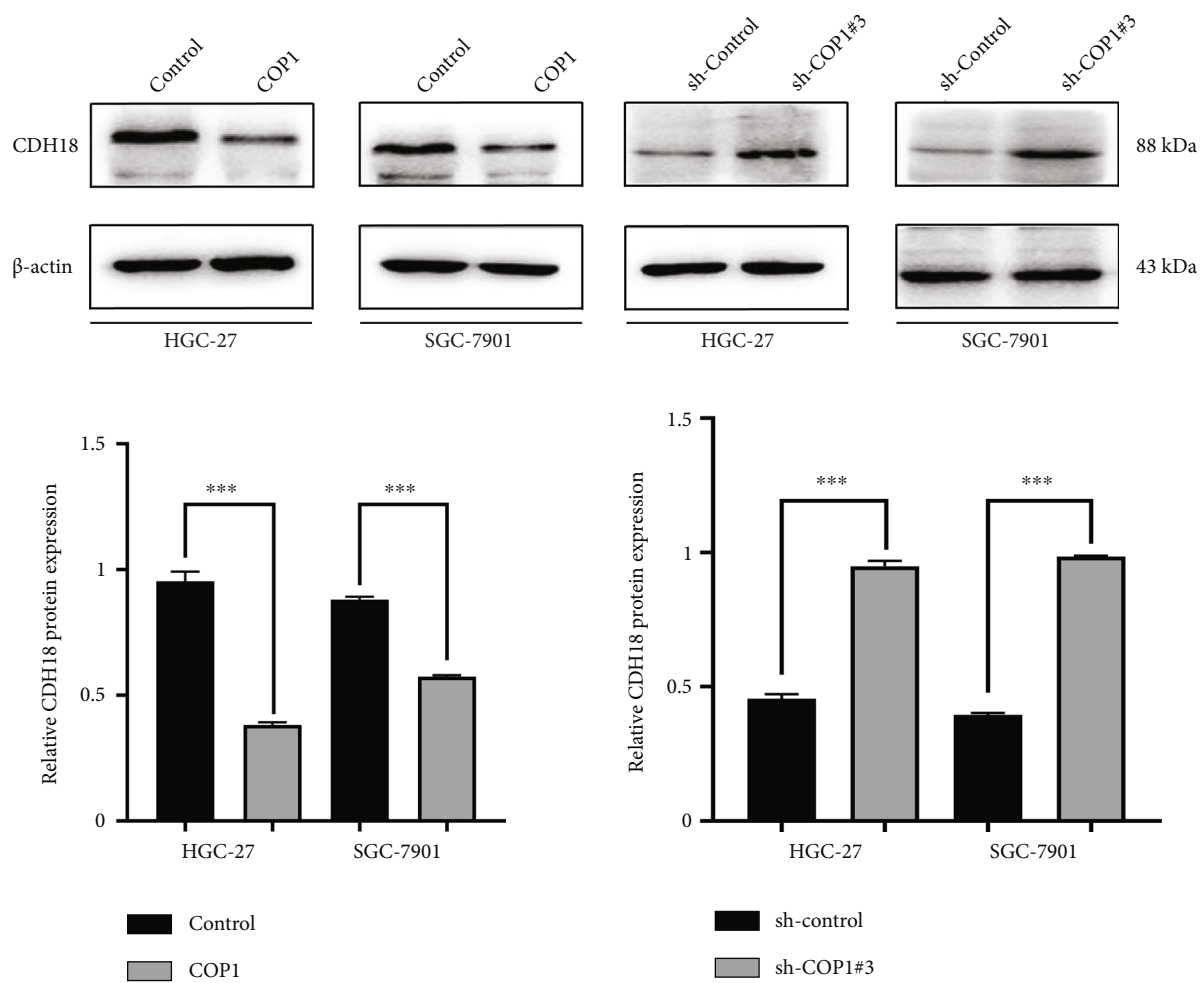 Control COP1 Control COP1 sh-Control sh-COP1#3 sh-Control sh-COP1#3
CDH18 88 kDa
β-actin 43 kDa
HGC-27 SGC-7901 HGC-27 SGC-7901
Relative CDH18 protein expression
1.5
1
0.5
0
*** ***
HGC-27 SGC-7901
Control
COP1
Relative CDH18 protein expression
1.5
1
0.5
0
*** ***
HGC-27 SGC-7901
sh-control
sh-COP1#3